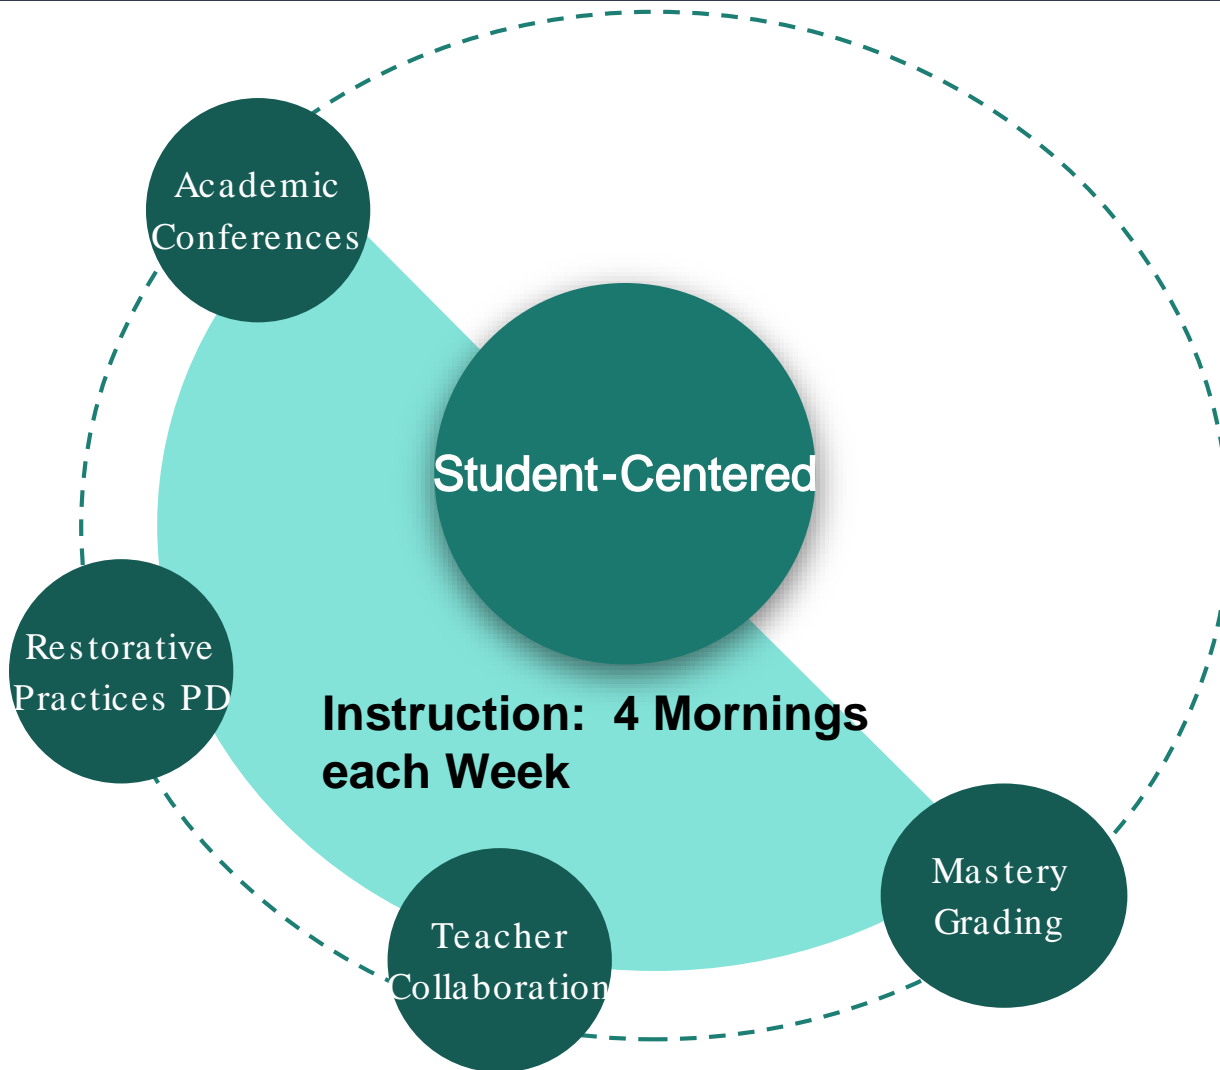 Academic
Conferences
Student-Centered
Restorative
Practices PD
Instruction: 4 Mornings
each Week
Mastery
Grading
Teacher
Collaboration